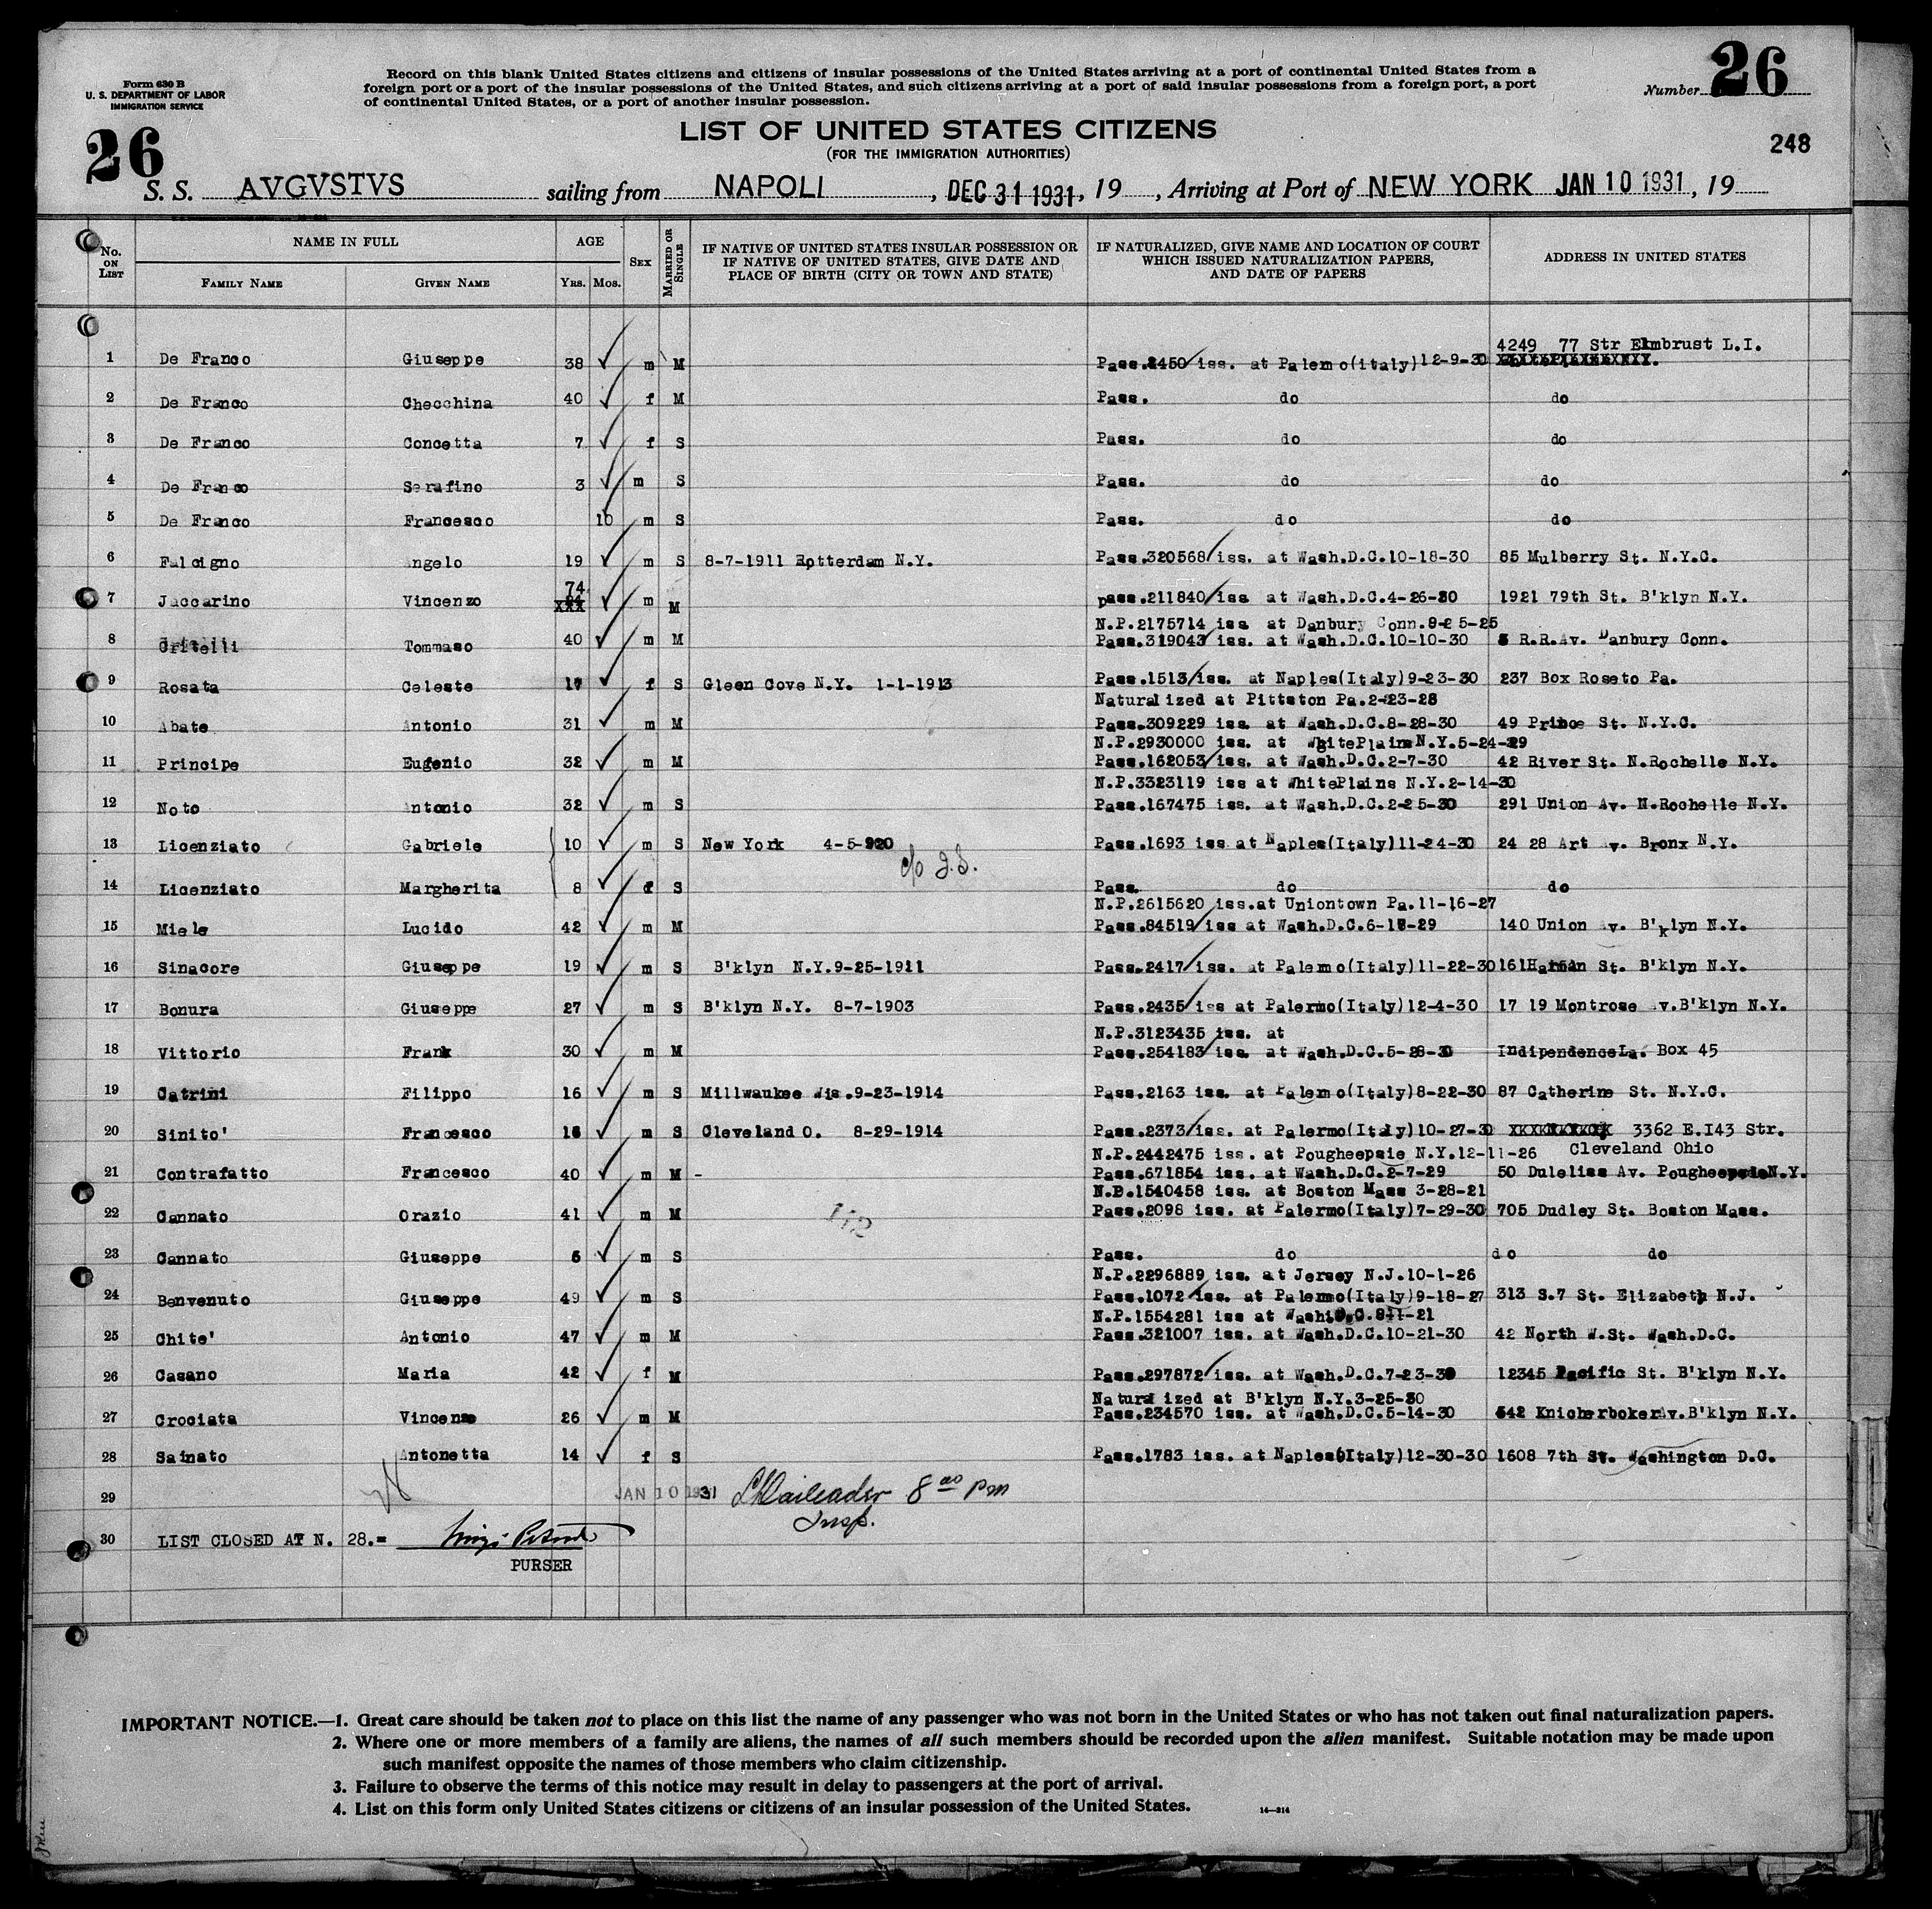 Form 630 B
U. S. DEPARTMENT OF LABOR
IMMIGRATION SERVICE
Record on this blank United States citizens and citizens of insular possessions of the United States arriving at a port of continental United States from a
foreign port or a port of the insular possessions of the United States, and such citizens arriving at a port of said insular possessions from a foreign port, a port
of continental United States, or a port of another insular possession.
Number 26
LIST OF UNITED STATES CITIZENS
(FOR THE IMMIGRATION AUTHORITIES)
248
26
S. S. AVGVSTVS sailing from NAPOLI, DEC 31 1931, 19 , Arriving at Port of NEW YORK JAN 10 1931, 19
No. ON LIST
NAME IN FULL
FAMILY NAME GIVEN NAME
AGE
YRS. MOS.
SEX
MARRIED OR SINGLE
IF NATIVE OF UNITED STATES INSULAR POSSESSION OR
IF NATIVE OF UNITED STATES, GIVE DATE AND
PLACE OF BIRTH (CITY OR TOWN AND STATE)
IF NATURALIZED, GIVE NAME AND LOCATION OF COURT
WHICH ISSUED NATURALIZATION PAPERS,
AND DATE OF PAPERS
ADDRESS IN UNITED STATES
4249 77 Str Elmbrust L.I.
1 De Franco Giuseppe 38 m M Pass.2450 iss. at Palemo(italy)12-9-30
2 De Franco Checchina 40 f M Pass. do do
3 De Franco Concetta 7 f S Pass. do do
4 De Franco Serafino 3 m S Pass. do do
5 De Franco Francesco 10 m S Pass. do do
6 Falcigno Angelo 19 m S 8-7-1911 Rotterdam N.Y. Pass.320568 iss. at Wash.D.C.10-18-30 85 Mulberry St. N.Y.C.
7 Jaccarino Vincenzo 74 m M pass.211840 iss at Wash.D.C.4-26-30 1921 79th St. B'klyn N.Y.
N.P.2175714 iss at Danbury Conn.9-25-25
8 Critelli Tommaso 40 m M Pass.319043 iss. at Wash.D.C.10-10-30 5 R.R.Av. Danbury Conn.
9 Rosata Celeste 17 f S Gleen Cove N.Y. 1-1-1913 Pass.1513 iss. at Naples(Italy)9-23-30 237 Box Roseto Pa.
Naturalized at Pittston Pa.2-23-28
10 Abate Antonio 31 m M Pass.309229 iss. at Wash.D.C.8-28-30 49 Prince St. N.Y.C.
N.P.2930000 iss. at WhitePlains N.Y.5-24-29
11 Principe Eugenio 32 m M Pass.162053 iss. at Wash.D.C.2-7-30 42 River St. N.Rochelle N.Y.
N.P.3323119 iss at WhitePlains N.Y.2-14-30
12 Noto Antonio 32 m S Pass.167475 iss. at Wash.D.C.2-25-30 291 Union Av. N.Rochelle N.Y.
13 Licenziato Gabriele 10 m S New York 4-5-920 Pass.1693 iss at Naples(Italy)11-24-30 24 28 Art Av. Bronx N.Y.
c/o J.S.
14 Licenziato Margherita 8 f S Pass. do do
N.P.2615620 iss.at Uniontown Pa.11-16-27
15 Miele Lucido 42 m M Pass.84519 iss at Wash.D.C.6-18-29 140 Union Av. B'klyn N.Y.
16 Sinacore Giuseppe 19 m S B'klyn N.Y.9-25-1911 Pass.2417 iss. at Palemo(Italy)11-22-30 161 St. B'klyn N.Y.
17 Bonura Giuseppe 27 m S B'klyn N.Y. 8-7-1903 Pass.2435 iss at Palermo(Italy)12-4-30 17 19 Montrose Av.B'klyn N.Y.
N.P.3123435 iss. at
18 Vittorio Frank 30 m M Pass.254183 iss. at Wash.D.C.5-28-30 IndipendenceLa. Box 45
19 Catrini Filippo 16 m S Millwaukee Wis.9-23-1914 Pass.2163 iss. at Palemo(Italy)8-22-30 87 Catherine St. N.Y.C.
20 Sinito' Francesco 16 m S Cleveland O. 8-29-1914 Pass.2373 iss. at Palermo(Italy)10-27-30 3362 E.143 Str.
Cleveland Ohio
N.P.2442475 iss. at Pougheepsie N.Y.12-11-26
21 Contrafatto Francesco 40 m M - Pass.671854 iss. at Wash.D.C.2-7-29 50 Duleliss Av. Pougheepsie N.Y.
N.P.1540458 iss. at Boston Mass 3-28-21
22 Cannato Orazio 41 m M Pass.2098 iss. at Palermo(Italy)7-29-30 705 Dudley St. Boston Mass.
23 Cannato Giuseppe 6 m S Pass. do do do
N.P.2296889 iss. at Jersey N.J.10-1-26
24 Benvenuto Giuseppe 49 m S Pass.1072 iss. at Palermo(Italy)9-18-27 313 S.7 St. Elizabeth N.J.
N.P.1554281 iss at Wash.D.C.8-11-21
25 Chite' Antonio 47 m M Pass.321007 iss. at Wash.D.C.10-21-30 42 North W.St. Wash.D.C.
26 Casano Maria 42 f M Pass.297872 iss. at Wash.D.C.7-23-30 12345 Pacific St. B'klyn N.Y.
Naturalized at B'klyn N.Y.3-25-30
27 Crociata Vincenzo 26 m M Pass.234570 iss. at Wash.D.C.5-14-30 542 KnicherbokerAv.B'klyn N.Y.
28 Sainato Antonetta 14 f S Pass.1783 iss. at Naples(Italy)12-30-30 1608 7th St. Washington D.C.
29 JAN 10 1931 8 00 Pm
Insp.
30 LIST CLOSED AT N. 28.=
PURSER
IMPORTANT NOTICE.—1. Great care should be taken not to place on this list the name of any passenger who was not born in the United States or who has not taken out final naturalization papers.
2. Where one or more members of a family are aliens, the names of all such members should be recorded upon the alien manifest. Suitable notation may be made upon
such manifest opposite the names of those members who claim citizenship.
3. Failure to observe the terms of this notice may result in delay to passengers at the port of arrival.
4. List on this form only United States citizens or citizens of an insular possession of the United States.
14—214